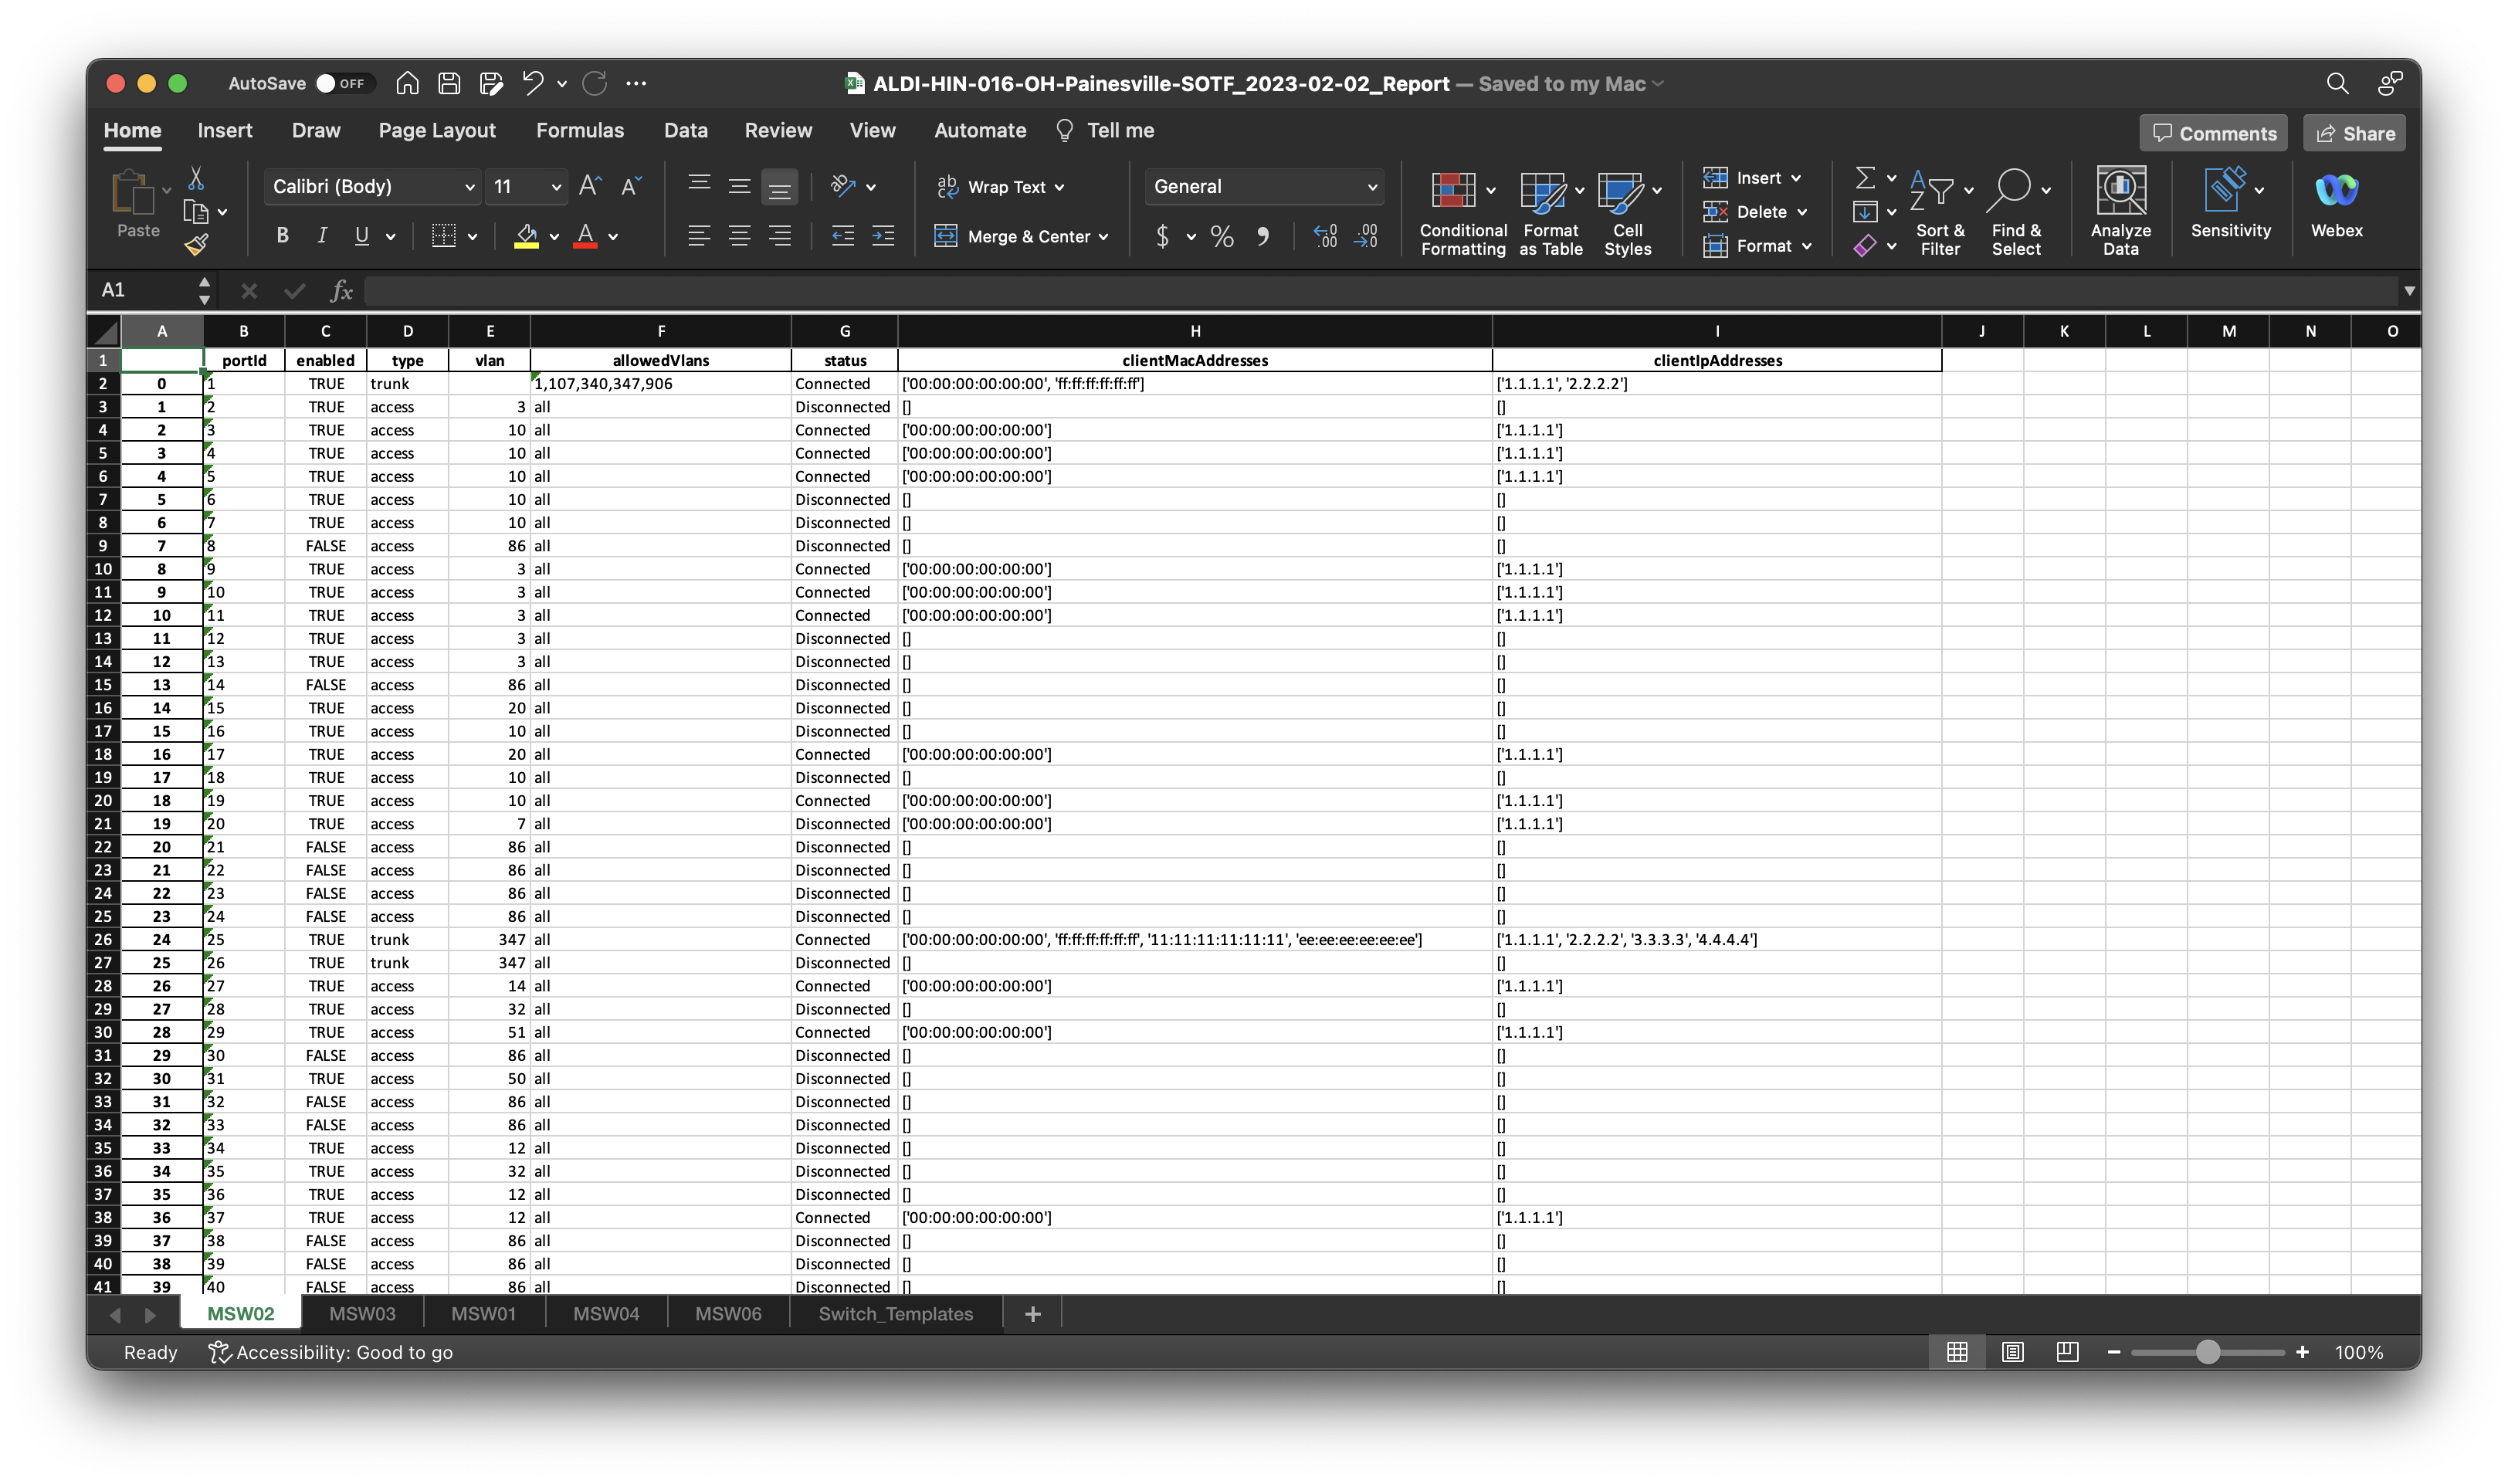 AutoSave OFF ALDI-HIN-016-OH-Painesville-SOTF_2023-02-02_Report — Saved to my Mac
Home Insert Draw Page Layout Formulas Data Review View Automate Tell me Comments Share
Paste Calibri (Body) 11 A^ A˅ Wrap Text General Conditional Formatting Format as Table Cell Styles Insert Delete Format Sort & Filter Find & Select Analyze Data Sensitivity Webex
B I U A Merge & Center $ % , .00 .00
A1 fx
A B C D E F G H I J K L M N O
1 portId enabled type vlan allowedVlans status clientMacAddresses clientIpAddresses
2 0 1 TRUE trunk 1,107,340,347,906 Connected ['00:00:00:00:00:00', 'ff:ff:ff:ff:ff:ff'] ['1.1.1.1', '2.2.2.2']
3 1 2 TRUE access 3 all Disconnected [] []
4 2 3 TRUE access 10 all Connected ['00:00:00:00:00:00'] ['1.1.1.1']
5 3 4 TRUE access 10 all Connected ['00:00:00:00:00:00'] ['1.1.1.1']
6 4 5 TRUE access 10 all Connected ['00:00:00:00:00:00'] ['1.1.1.1']
7 5 6 TRUE access 10 all Disconnected [] []
8 6 7 TRUE access 10 all Disconnected [] []
9 7 8 FALSE access 86 all Disconnected [] []
10 8 9 TRUE access 3 all Connected ['00:00:00:00:00:00'] ['1.1.1.1']
11 9 10 TRUE access 3 all Connected ['00:00:00:00:00:00'] ['1.1.1.1']
12 10 11 TRUE access 3 all Connected ['00:00:00:00:00:00'] ['1.1.1.1']
13 11 12 TRUE access 3 all Disconnected [] []
14 12 13 TRUE access 3 all Disconnected [] []
15 13 14 FALSE access 86 all Disconnected [] []
16 14 15 TRUE access 20 all Disconnected [] []
17 15 16 TRUE access 10 all Disconnected [] []
18 16 17 TRUE access 20 all Connected ['00:00:00:00:00:00'] ['1.1.1.1']
19 17 18 TRUE access 10 all Disconnected [] []
20 18 19 TRUE access 10 all Connected ['00:00:00:00:00:00'] ['1.1.1.1']
21 19 20 TRUE access 7 all Disconnected ['00:00:00:00:00:00'] ['1.1.1.1']
22 20 21 FALSE access 86 all Disconnected [] []
23 21 22 FALSE access 86 all Disconnected [] []
24 22 23 FALSE access 86 all Disconnected [] []
25 23 24 FALSE access 86 all Disconnected [] []
26 24 25 TRUE trunk 347 all Connected ['00:00:00:00:00:00', 'ff:ff:ff:ff:ff:ff', '11:11:11:11:11:11', 'ee:ee:ee:ee:ee:ee'] ['1.1.1.1', '2.2.2.2', '3.3.3.3', '4.4.4.4']
27 25 26 TRUE trunk 347 all Disconnected [] []
28 26 27 TRUE access 14 all Connected ['00:00:00:00:00:00'] ['1.1.1.1']
29 27 28 TRUE access 32 all Disconnected [] []
30 28 29 TRUE access 51 all Connected ['00:00:00:00:00:00'] ['1.1.1.1']
31 29 30 FALSE access 86 all Disconnected [] []
32 30 31 TRUE access 50 all Disconnected [] []
33 31 32 FALSE access 86 all Disconnected [] []
34 32 33 FALSE access 86 all Disconnected [] []
35 33 34 TRUE access 12 all Disconnected [] []
36 34 35 TRUE access 32 all Disconnected [] []
37 35 36 TRUE access 12 all Disconnected [] []
38 36 37 TRUE access 12 all Connected ['00:00:00:00:00:00'] ['1.1.1.1']
39 37 38 FALSE access 86 all Disconnected [] []
40 38 39 FALSE access 86 all Disconnected [] []
41 39 40 FALSE access 86 all Disconnected [] []
MSW02 MSW03 MSW01 MSW04 MSW06 Switch_Templates +
Ready Accessibility: Good to go 100%